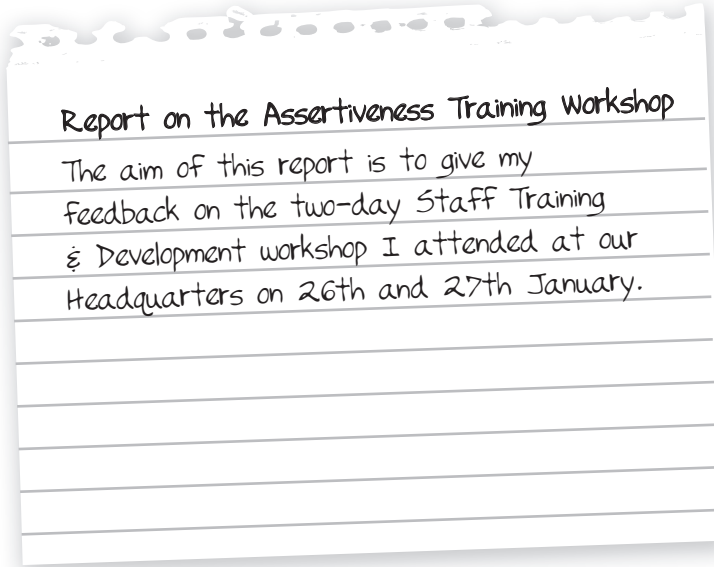 Report on the Assertiveness Training Workshop
The aim of this report is to give my
feedback on the two-day Staff Training
& Development workshop I attended at our
Headquarters on 26th and 27th January.